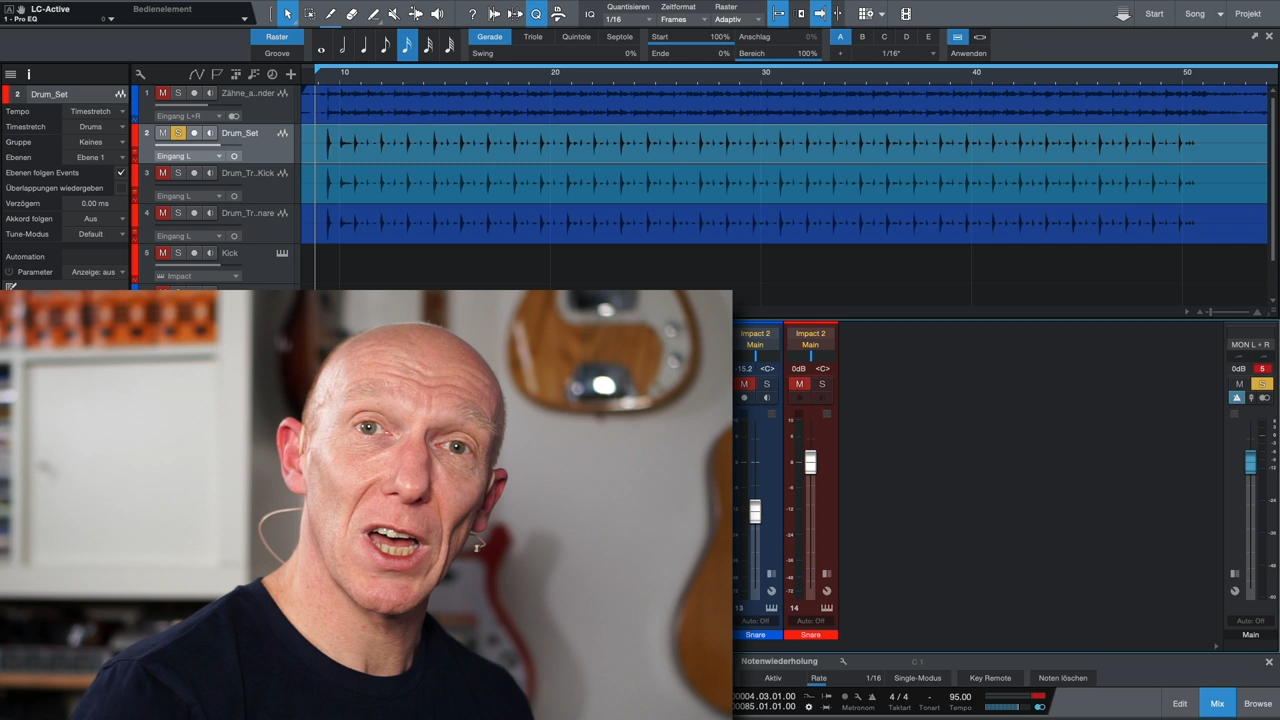 LC-Active
Bedienelement
1 - Pro EQ
0
IQ
Quantisieren
1/16
Zeitformat
Frames
Raster
Adaptiv
Start
Song
Projekt
Raster
Groove
Gerade
Triole
Quintole
Septole
Swing
0%
Start
100%
Ende
0%
Anschlag
0%
Bereich
100%
A
B
C
D
E
+
1/16*
Anwenden
i
10
20
30
40
50
2
Drum_Set
Tempo
Timestretch
Timestretch
Drums
Gruppe
Keines
Ebenen
Ebene 1
Ebenen folgen Events
Überlappungen wiedergeben
Verzögern
0.00 ms
Akkord folgen
Aus
Tune-Modus
Default
Automation
Parameter
Anzeige: aus
1
M
S
Zähne_a...nder
Eingang L+R
2
M
S
Drum_Set
Eingang L
3
M
S
Drum_Tr..Kick
Eingang L
4
M
S
Drum_Tr...nare
Eingang L
5
M
S
Kick
Impact
Impact 2
Main
-15.2
<C>
M
S
13
Auto: Off
Snare
Impact 2
Main
0dB
<C>
M
S
14
Auto: Off
Snare
MON L + R
0dB
5
M
S
Auto: Off
Main
Notenwiederholung
C 1
Aktiv
Rate
1/16
Single-Modus
Key Remote
Noten löschen
00004.03.01.00
00085.01.01.00
Metronom
4 / 4
Taktart
-
Tonart
95.00
Tempo
Edit
Mix
Browse